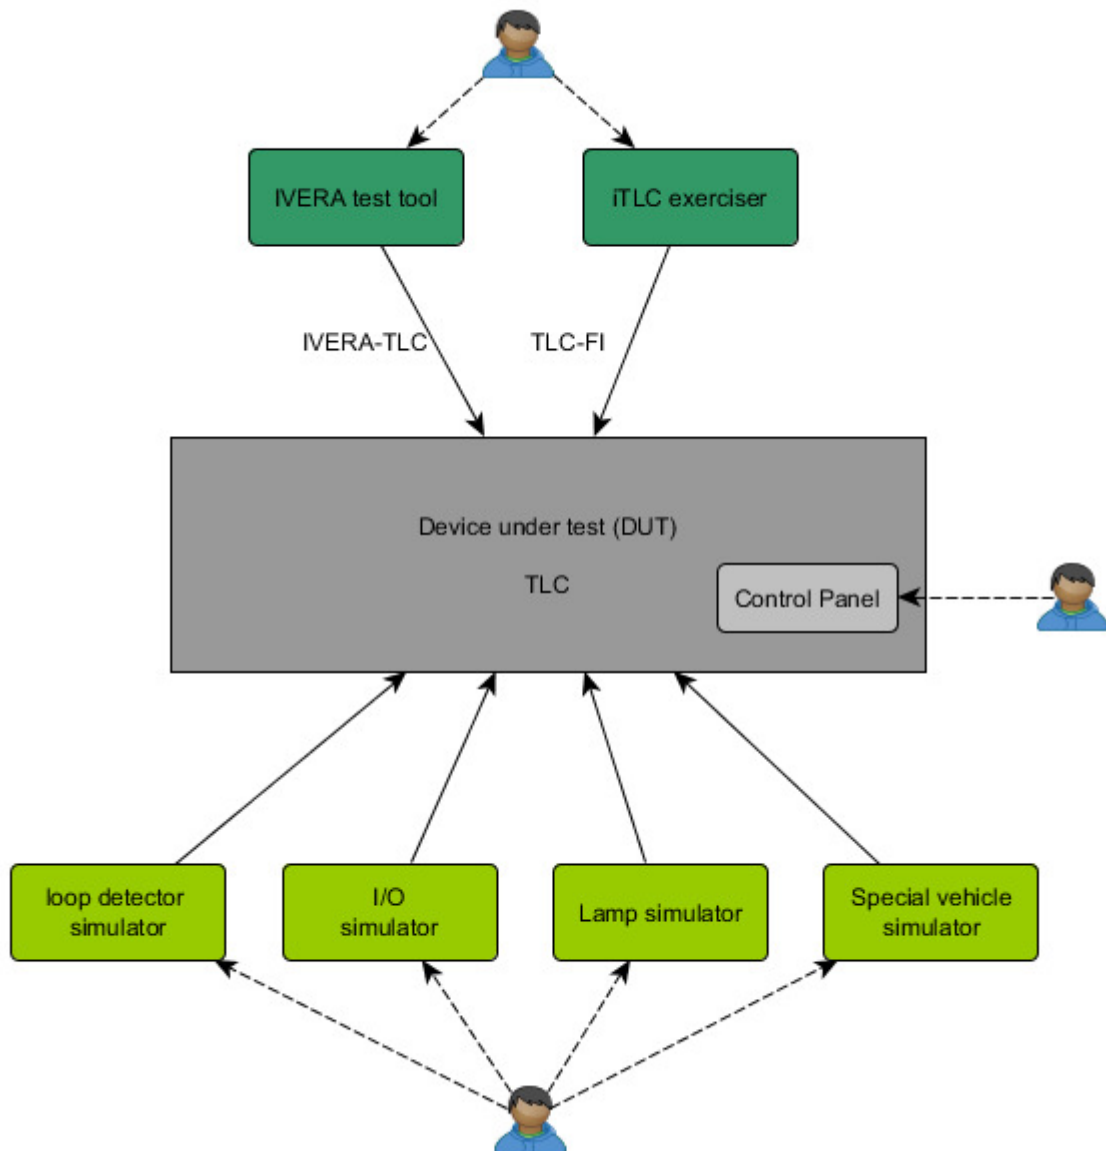 IVERA test tool
iTLC exerciser
IVERA-TLC
TLC-FI
Device under test (DUT)
TLC
Control Panel
loop detector
simulator
I/O
simulator
Lamp simulator
Special vehicle
simulator